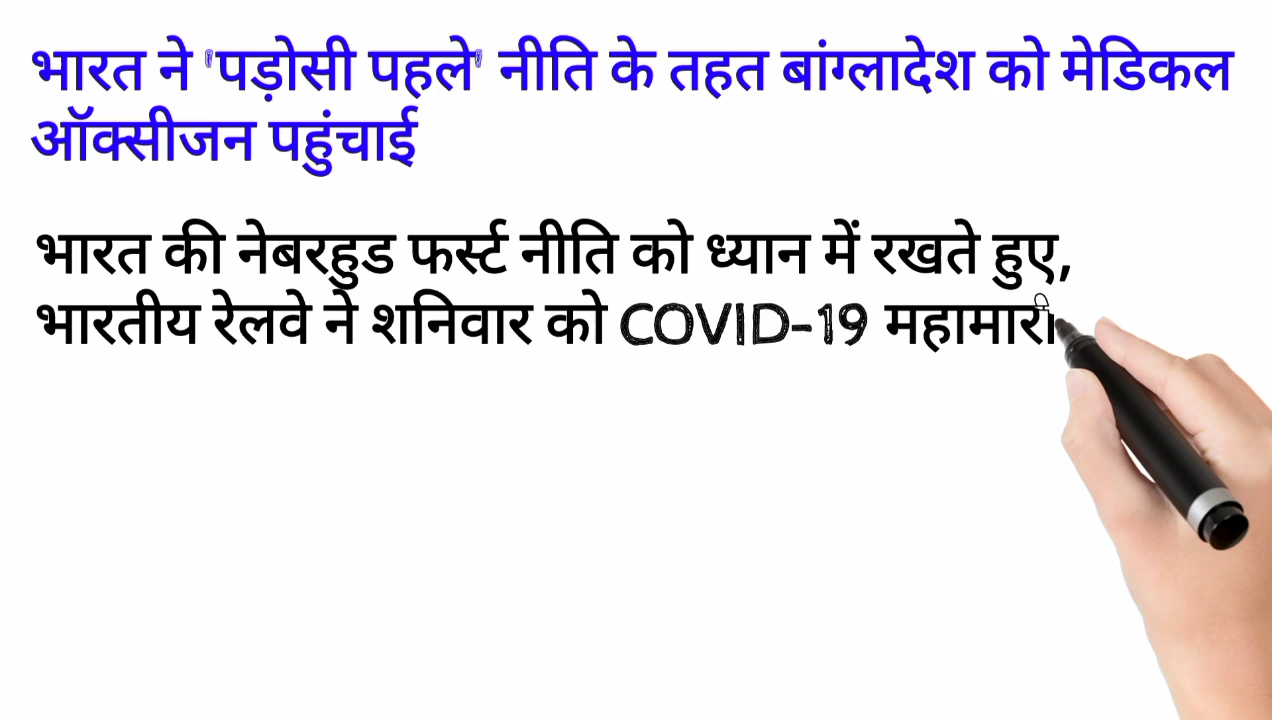 भारत ने 'पड़ोसी पहले' नीति के तहत बांग्लादेश को मेडिकल
ऑक्सीजन पहुंचाई
भारत की नेबरहुड फर्स्ट नीति को ध्यान में रखते हुए,
भारतीय रेलवे ने शनिवार को COVID-19 महामारी